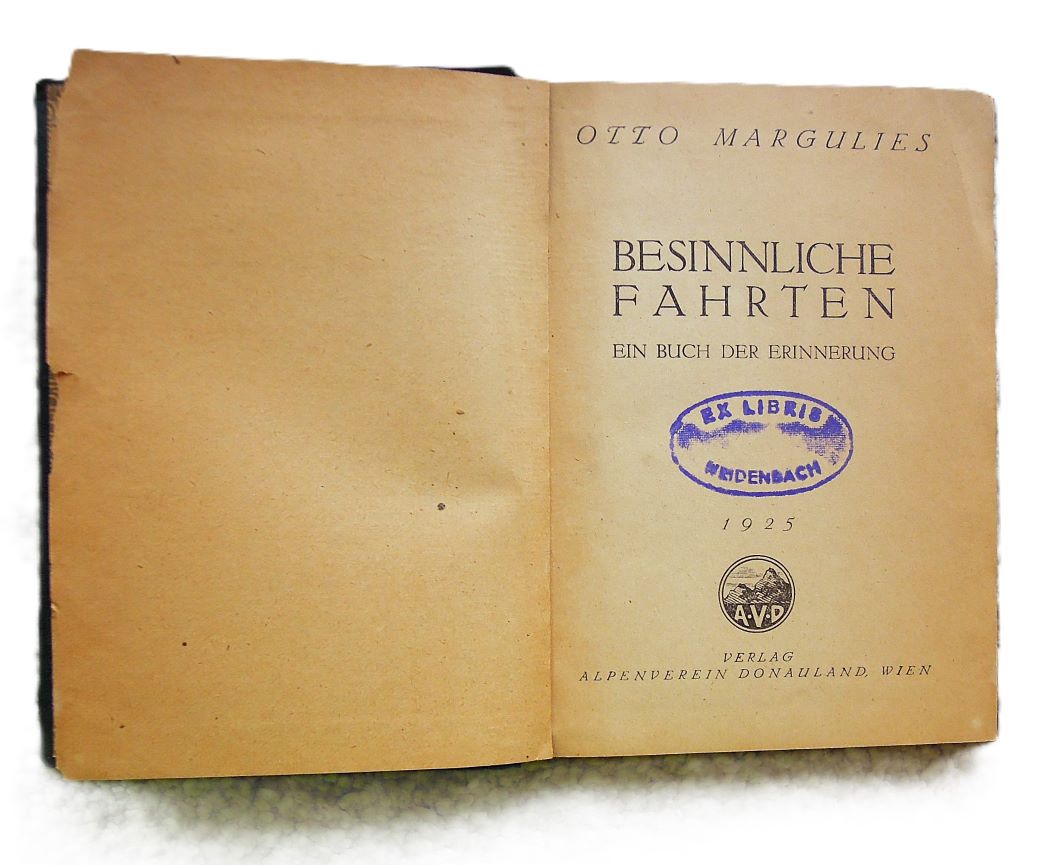 OTTO MARGULIES
BESINNLICHE
FAHRTEN
EIN BUCH DER ERINNERUNG
EX LIBRIS
WEIDENBACH
1925
A·V·D
VERLAG
ALPENVEREIN DONAULAND, WIEN